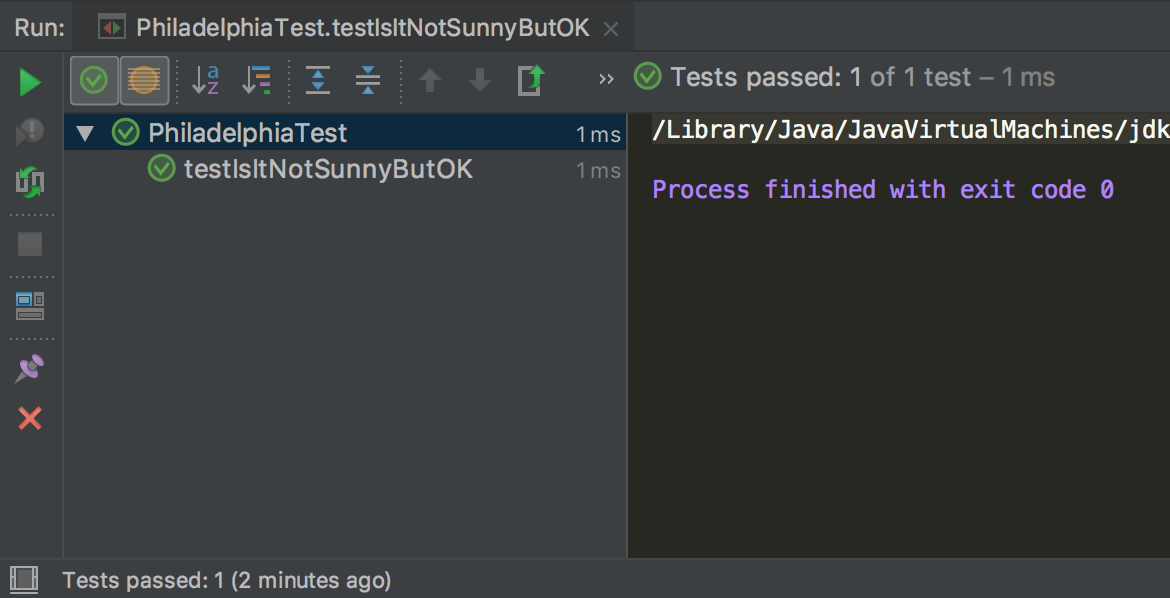 Run: PhiladelphiaTest.testIsItNotSunnyButOK
Tests passed: 1 of 1 test – 1 ms
PhiladelphiaTest 1 ms
testIsItNotSunnyButOK 1 ms
/Library/Java/JavaVirtualMachines/jdk
Process finished with exit code 0
Tests passed: 1 (2 minutes ago)